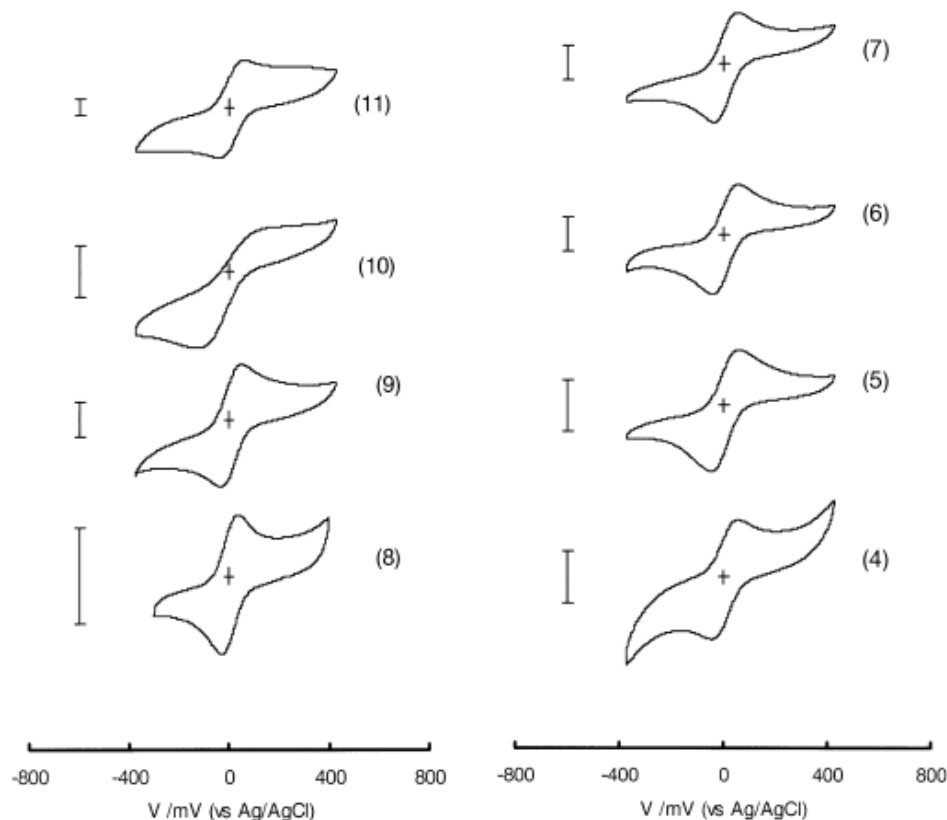 (11)
(10)
(9)
(8)
-800 -400 0 400 800
V /mV (vs Ag/AgCl)
(7)
(6)
(5)
(4)
-800 -400 0 400 800
V /mV (vs Ag/AgCl)